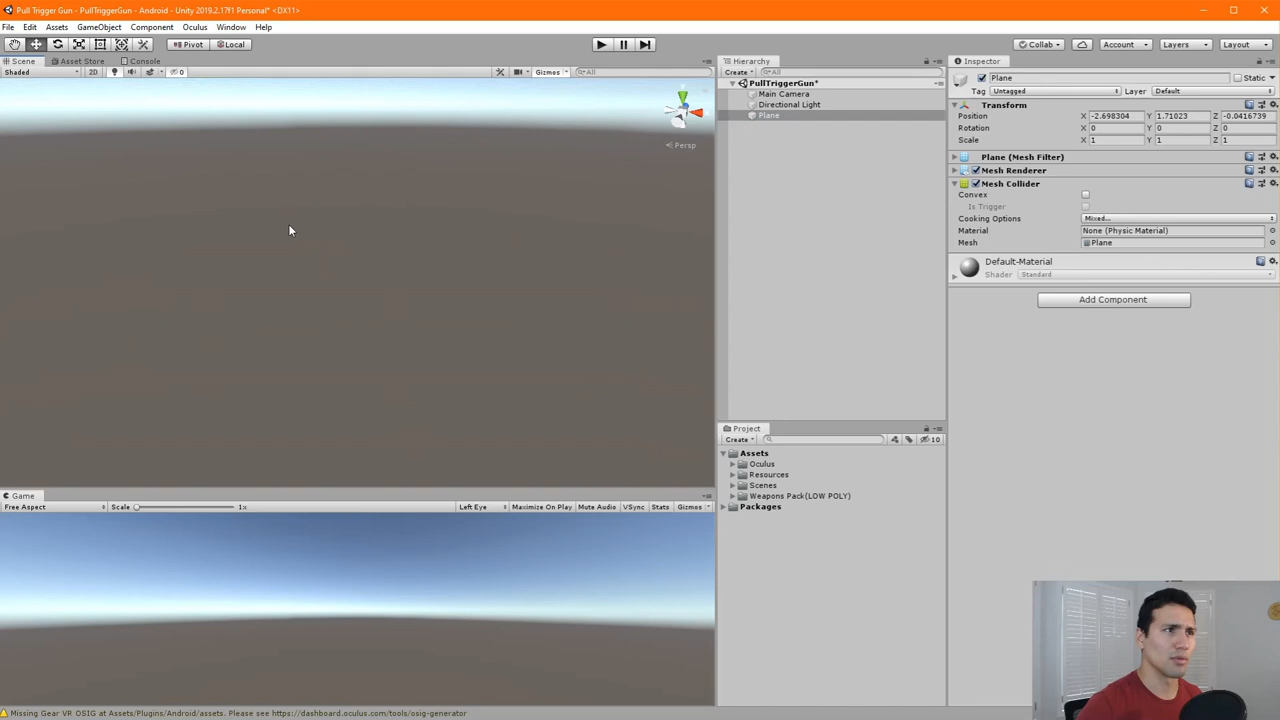 Pull Trigger Gun - PullTriggerGun - Android - Unity 2019.2.17f1 Personal* <DX11>
File Edit Assets GameObject Component Oculus Window Help
Pivot Local Collab Account Layers Layout
Scene Asset Store Console
Shaded 2D 0 Gizmos All
Persp
Hierarchy
Create All
PullTriggerGun*
Main Camera
Directional Light
Plane
Project
Create 10
Assets
Oculus
Resources
Scenes
Weapons Pack(LOW POLY)
Packages
Inspector
Plane Static
Tag Untagged Layer Default
Transform
Position X -2.698304 Y 1.71023 Z -0.0416739
Rotation X 0 Y 0 Z 0
Scale X 1 Y 1 Z 1
Plane (Mesh Filter)
Mesh Renderer
Mesh Collider
Convex
Is Trigger
Cooking Options Mixed...
Material None (Physic Material)
Mesh Plane
Default-Material
Shader Standard
Add Component
Game
Free Aspect Scale 1x Left Eye Maximize On Play Mute Audio VSync Stats Gizmos
Missing Gear VR OSIG at Assets/Plugins/Android/assets. Please see https://dashboard.oculus.com/tools/osig-generator